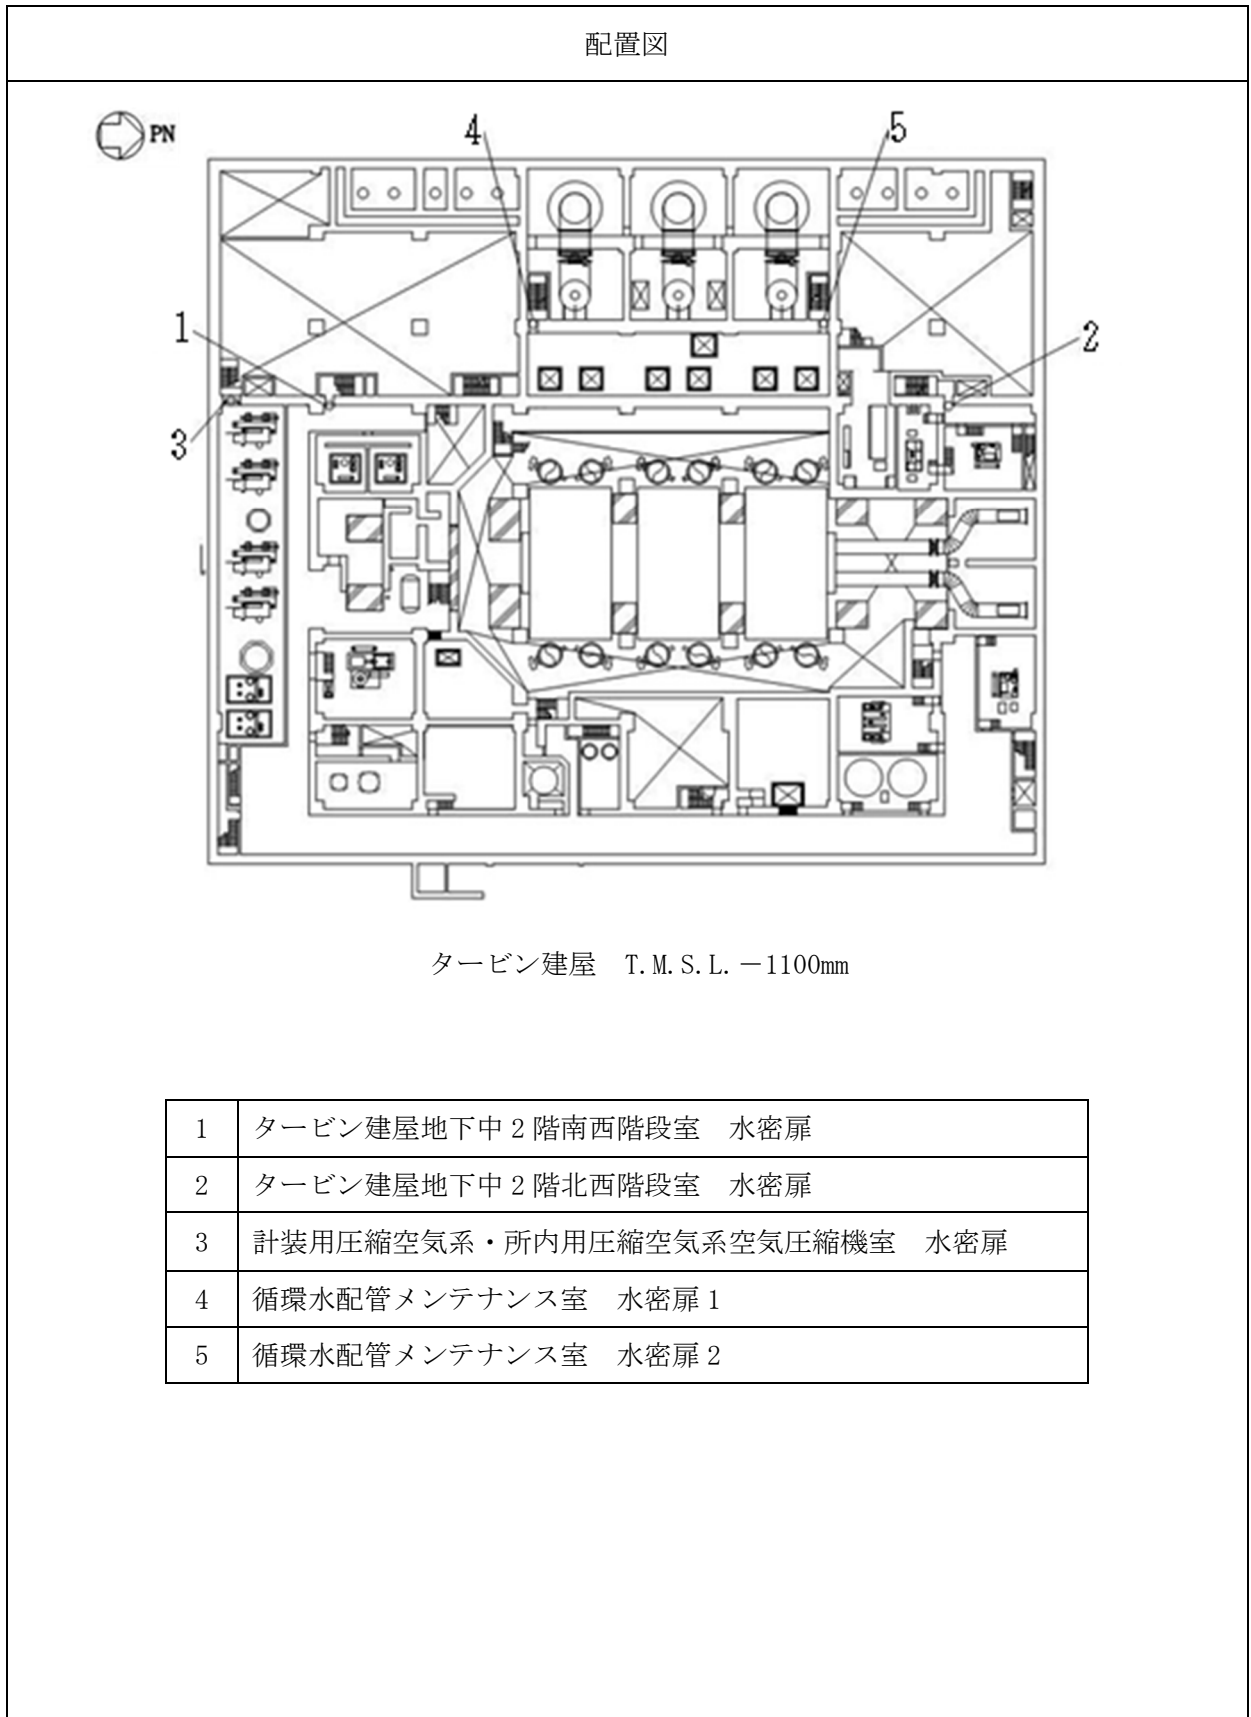 配置図
PN
4
5
1
2
3
タービン建屋　T.M.S.L.－1100mm
1 タービン建屋地下中2階南西階段室　水密扉
2 タービン建屋地下中2階北西階段室　水密扉
3 計装用圧縮空気系・所内用圧縮空気系空気圧縮機室　水密扉
4 循環水配管メンテナンス室　水密扉1
5 循環水配管メンテナンス室　水密扉2